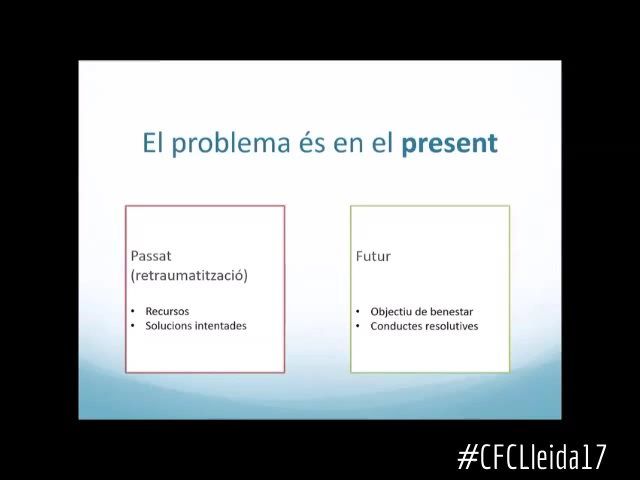 El problema és en el present
Passat
(retraumatització)
• Recursos
• Solucions intentades
Futur
• Objectiu de benestar
• Conductes resolutives
#CFCLleida17